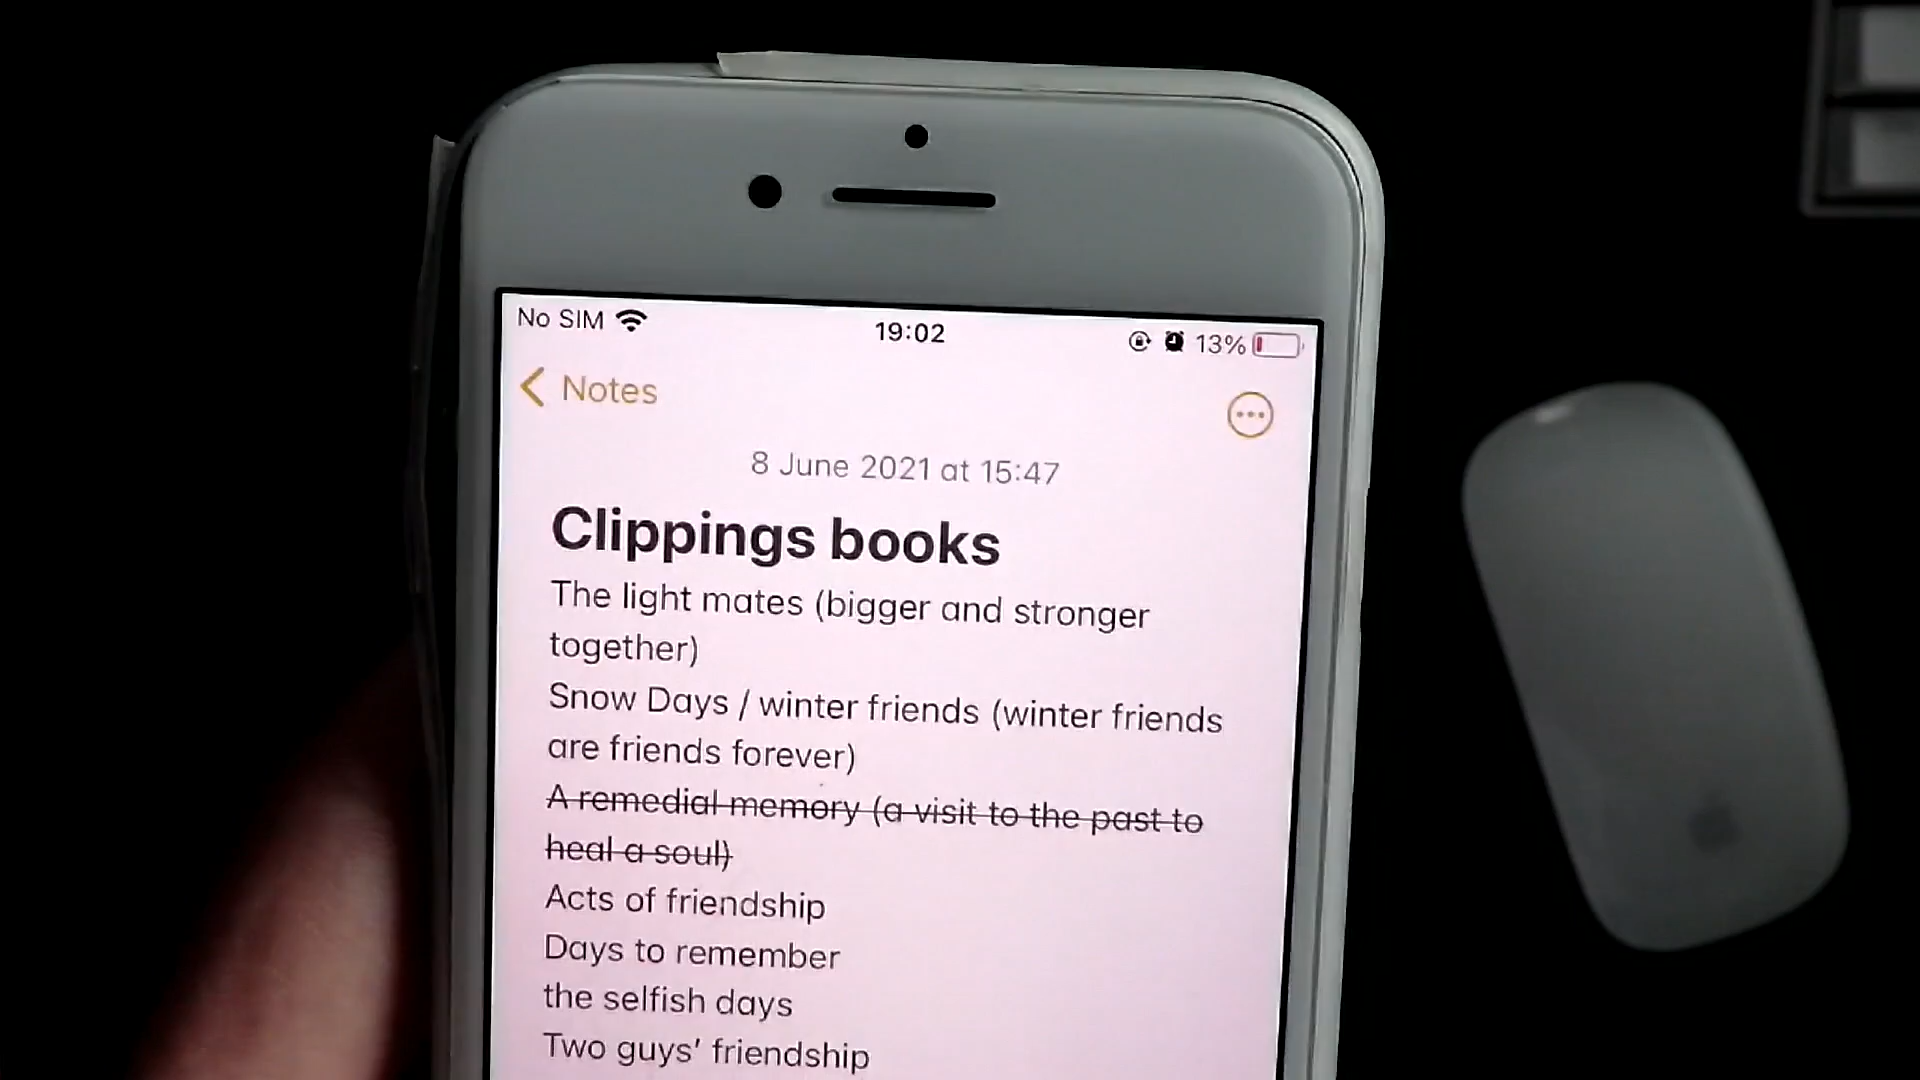 No SIM 19:02 13%
Notes
8 June 2021 at 15:47
Clippings books
The light mates (bigger and stronger
together)
Snow Days / winter friends (winter friends
are friends forever)
A remedial memory (a visit to the past to
heal a soul)
Acts of friendship
Days to remember
the selfish days
Two guys’ friendship